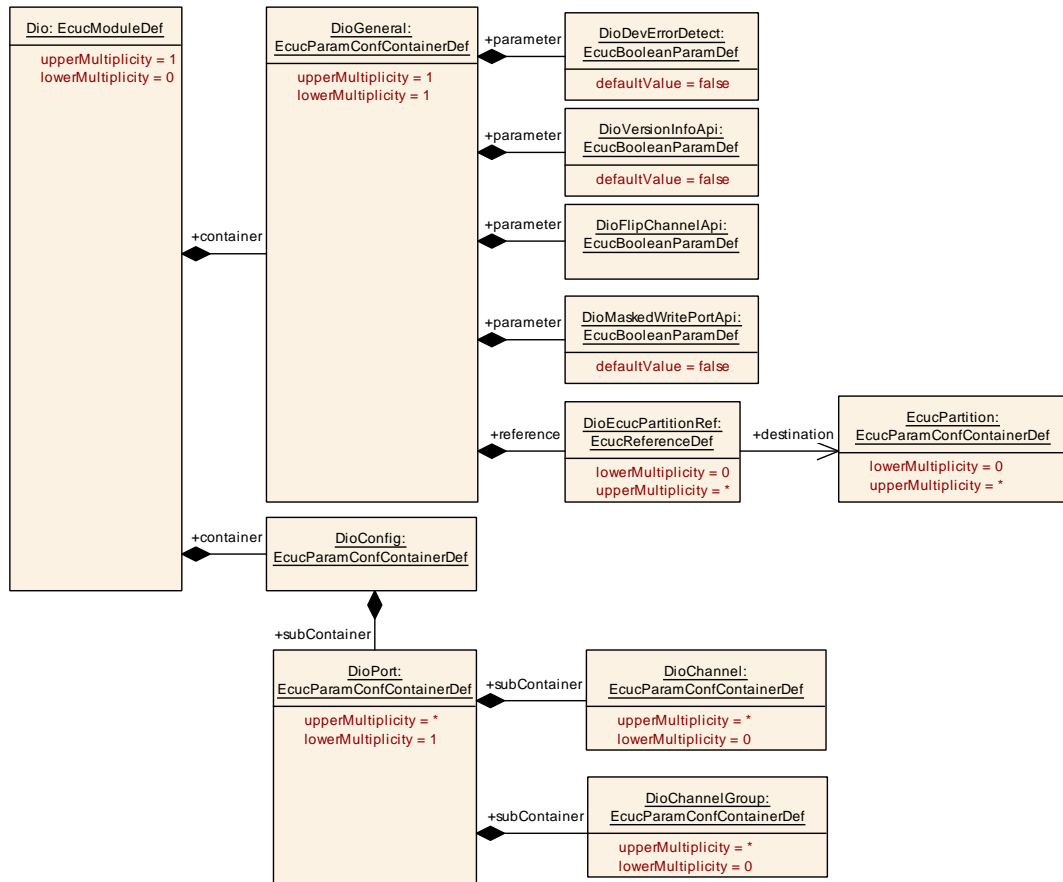 Dio: EcucModuleDef
upperMultiplicity = 1
lowerMultiplicity = 0
+container
DioGeneral:
EcucParamConfContainerDef
upperMultiplicity = 1
lowerMultiplicity = 1
+parameter
DioDevErrorDetect:
EcucBooleanParamDef
defaultValue = false
+parameter
DioVersionInfoApi:
EcucBooleanParamDef
defaultValue = false
+parameter
DioFlipChannelApi:
EcucBooleanParamDef
+parameter
DioMaskedWritePortApi:
EcucBooleanParamDef
defaultValue = false
+reference
DioEcucPartitionRef:
EcucReferenceDef
lowerMultiplicity = 0
upperMultiplicity = *
+destination
EcucPartition:
EcucParamConfContainerDef
lowerMultiplicity = 0
upperMultiplicity = *
+container
DioConfig:
EcucParamConfContainerDef
+subContainer
DioPort:
EcucParamConfContainerDef
upperMultiplicity = *
lowerMultiplicity = 1
+subContainer
DioChannel:
EcucParamConfContainerDef
upperMultiplicity = *
lowerMultiplicity = 0
+subContainer
DioChannelGroup:
EcucParamConfContainerDef
upperMultiplicity = *
lowerMultiplicity = 0